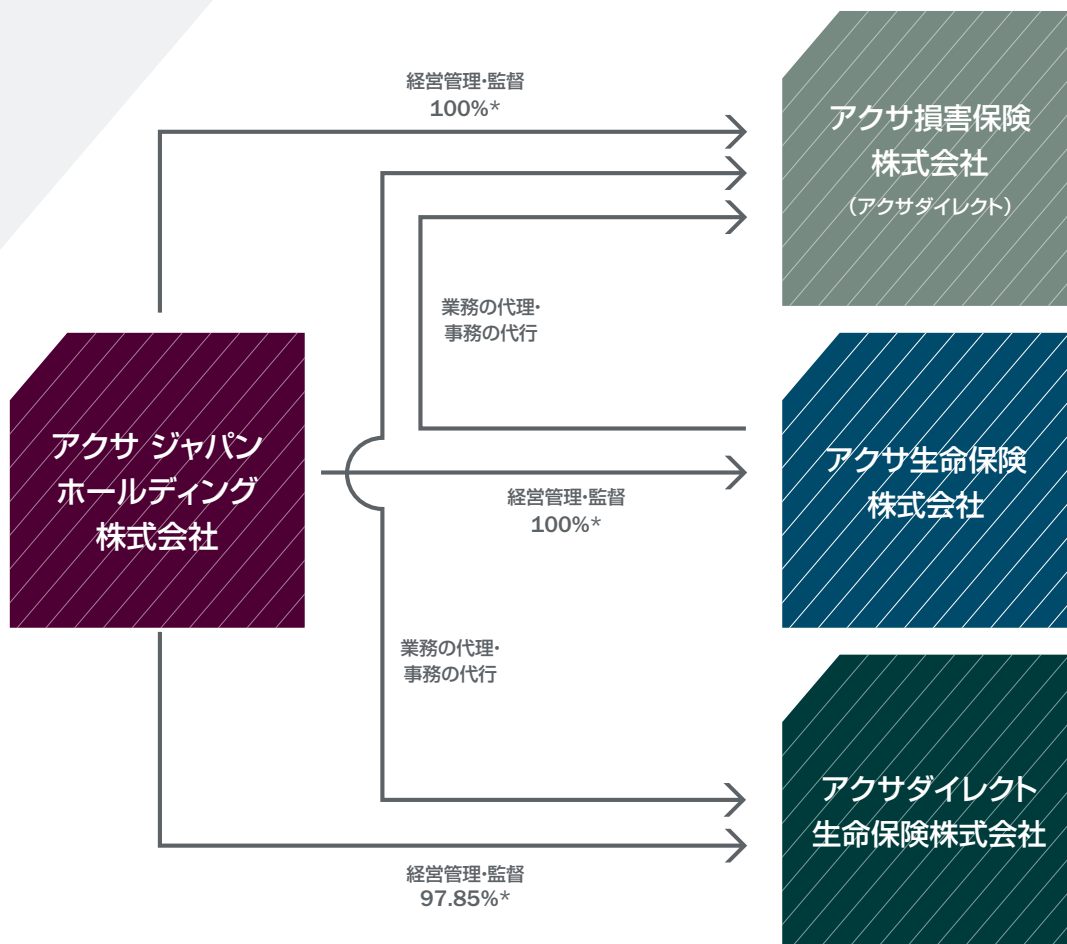 経営管理・監督
100%*
アクサ損害保険
株式会社
（アクサダイレクト）
業務の代理・
事務の代行
アクサ ジャパン
ホールディング
株式会社
アクサ生命保険
株式会社
経営管理・監督
100%*
業務の代理・
事務の代行
アクサダイレクト
生命保険株式会社
経営管理・監督
97.85%*